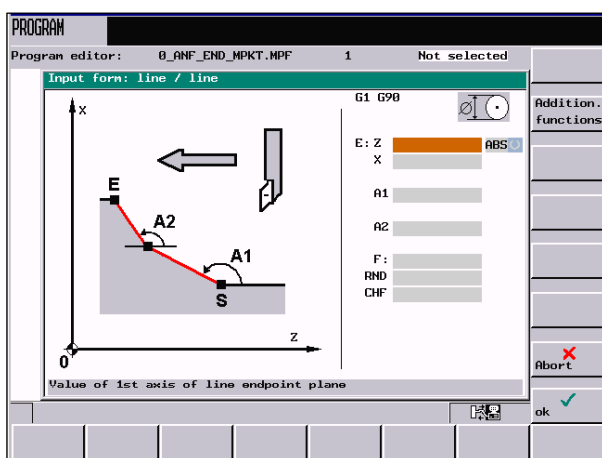 PROGRAM
Program editor: 0_ANF_END_MPKT.MPF 1 Not selected
Input form: line / line
G1 G90
Addition.
functions
X
E: Z ABS
X
E
A1
A2
A2
A1
F:
RND
S
CHF
Z
0
Abort
Value of 1st axis of line endpoint plane
ok